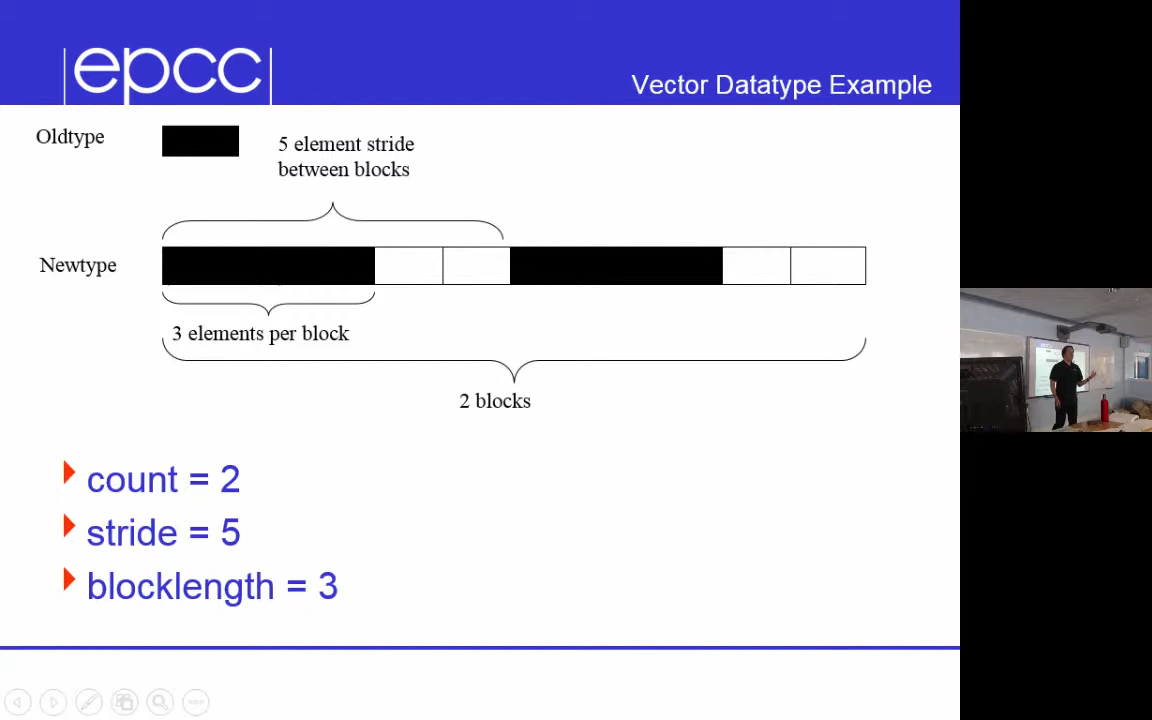 epcc
Vector Datatype Example
Oldtype
5 element stride
between blocks
Newtype
3 elements per block
2 blocks
count = 2
stride = 5
blocklength = 3